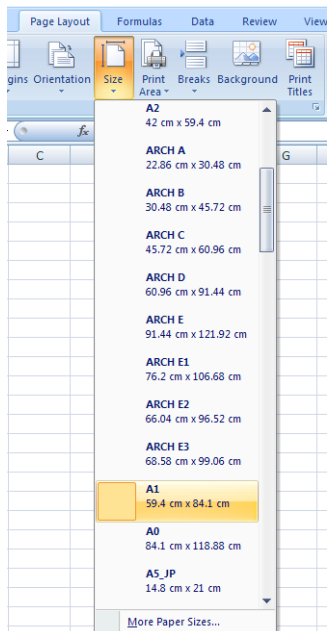 Page Layout Formulas Data Review View
gins Orientation Size Print Area Breaks Background Print Titles
fx
C G
A2
42 cm x 59.4 cm
ARCH A
22.86 cm x 30.48 cm
ARCH B
30.48 cm x 45.72 cm
ARCH C
45.72 cm x 60.96 cm
ARCH D
60.96 cm x 91.44 cm
ARCH E
91.44 cm x 121.92 cm
ARCH E1
76.2 cm x 106.68 cm
ARCH E2
66.04 cm x 96.52 cm
ARCH E3
68.58 cm x 99.06 cm
A1
59.4 cm x 84.1 cm
A0
84.1 cm x 118.88 cm
A5_JP
14.8 cm x 21 cm
More Paper Sizes...